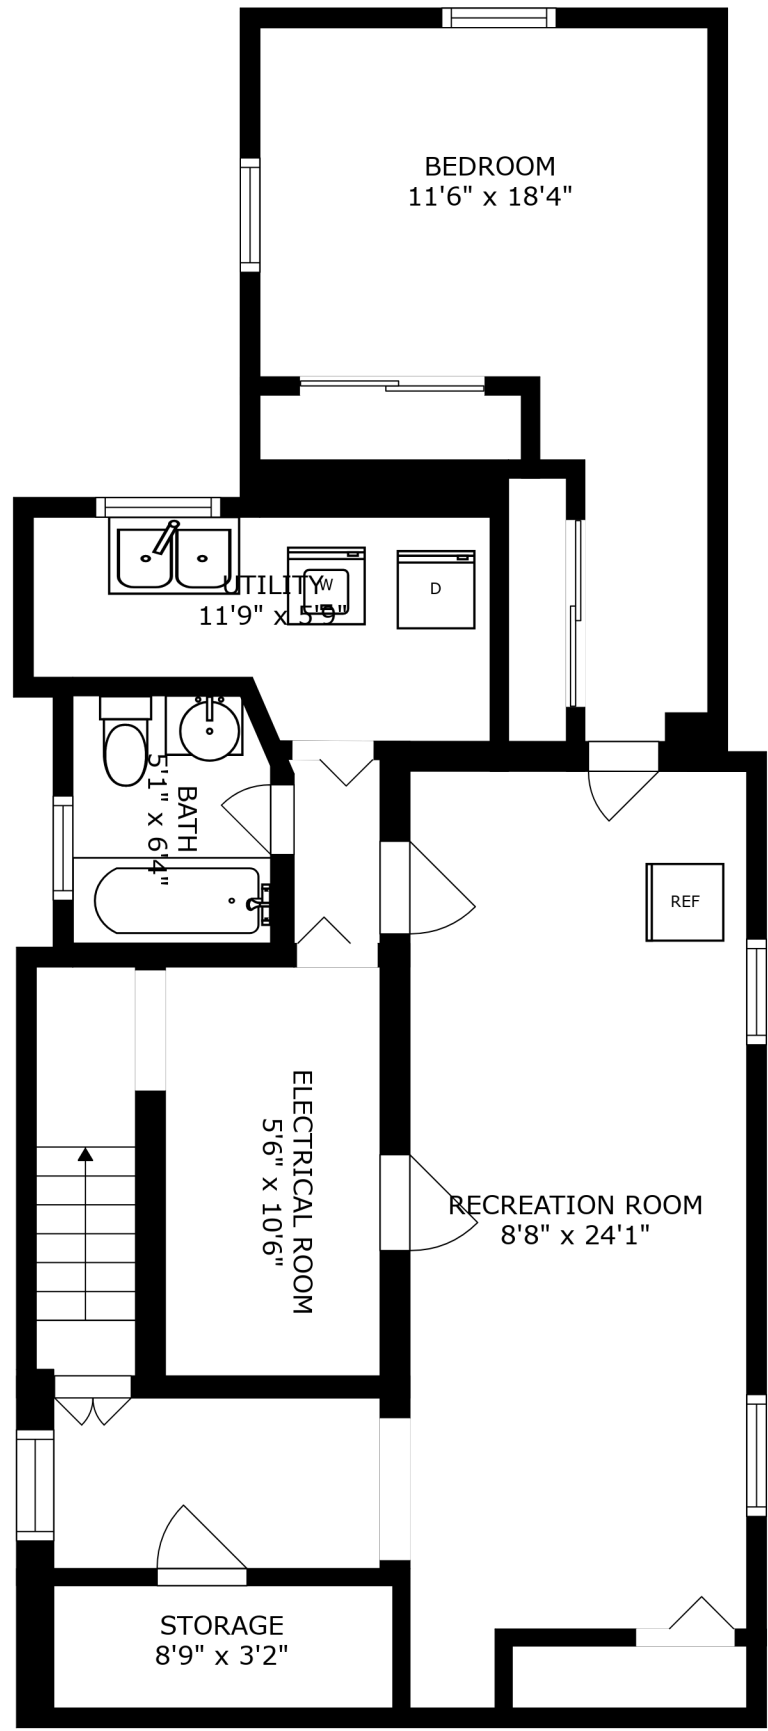 BEDROOM
11'6" x 18'4"
UTILITY
11'9" x 5'9"
W
D
BATH
5'1" x 6'4"
REF
ELECTRICAL ROOM
5'6" x 10'6"
RECREATION ROOM
8'8" x 24'1"
STORAGE
8'9" x 3'2"